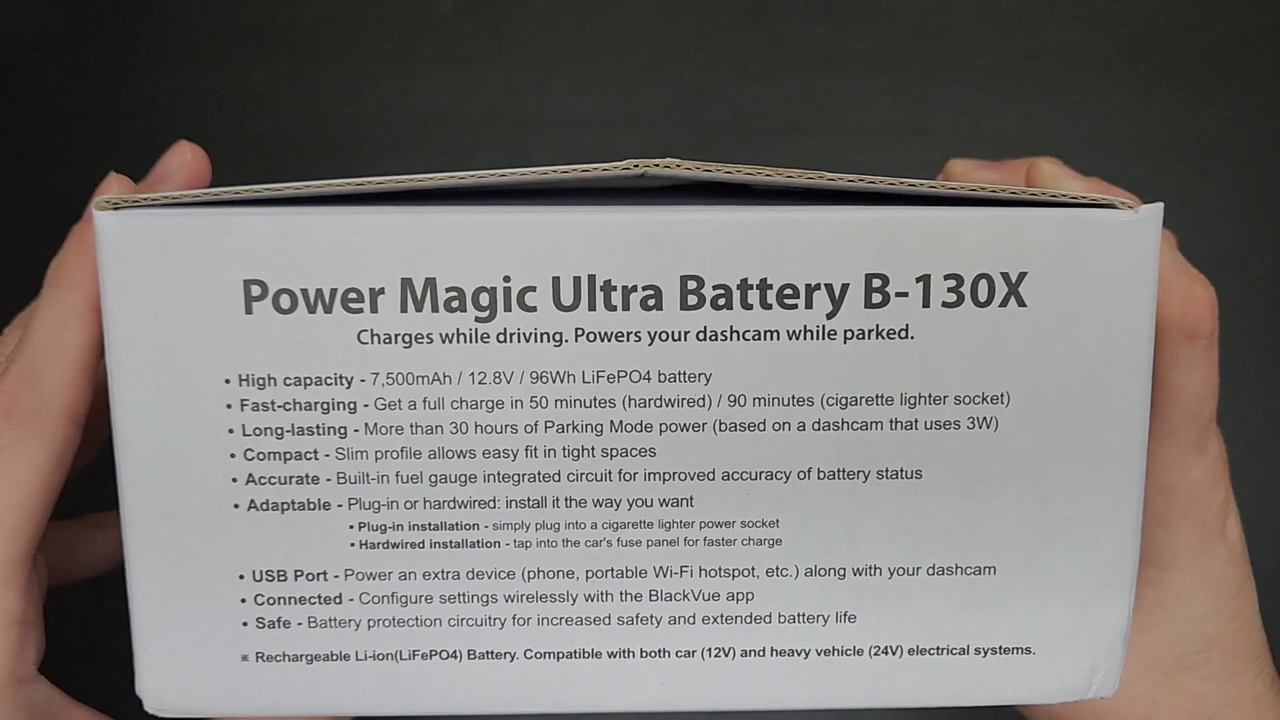 Power Magic Ultra Battery B-130X
Charges while driving. Powers your dashcam while parked.
• High capacity - 7,500mAh / 12.8V / 96Wh LiFePO4 battery
• Fast-charging - Get a full charge in 50 minutes (hardwired) / 90 minutes (cigarette lighter socket)
• Long-lasting - More than 30 hours of Parking Mode power (based on a dashcam that uses 3W)
• Compact - Slim profile allows easy fit in tight spaces
• Accurate - Built-in fuel gauge integrated circuit for improved accuracy of battery status
• Adaptable - Plug-in or hardwired: install it the way you want
• Plug-in installation - simply plug into a cigarette lighter power socket
• Hardwired installation - tap into the car's fuse panel for faster charge
• USB Port - Power an extra device (phone, portable Wi-Fi hotspot, etc.) along with your dashcam
• Connected - Configure settings wirelessly with the BlackVue app
• Safe - Battery protection circuitry for increased safety and extended battery life
※ Rechargeable Li-ion(LiFePO4) Battery. Compatible with both car (12V) and heavy vehicle (24V) electrical systems.